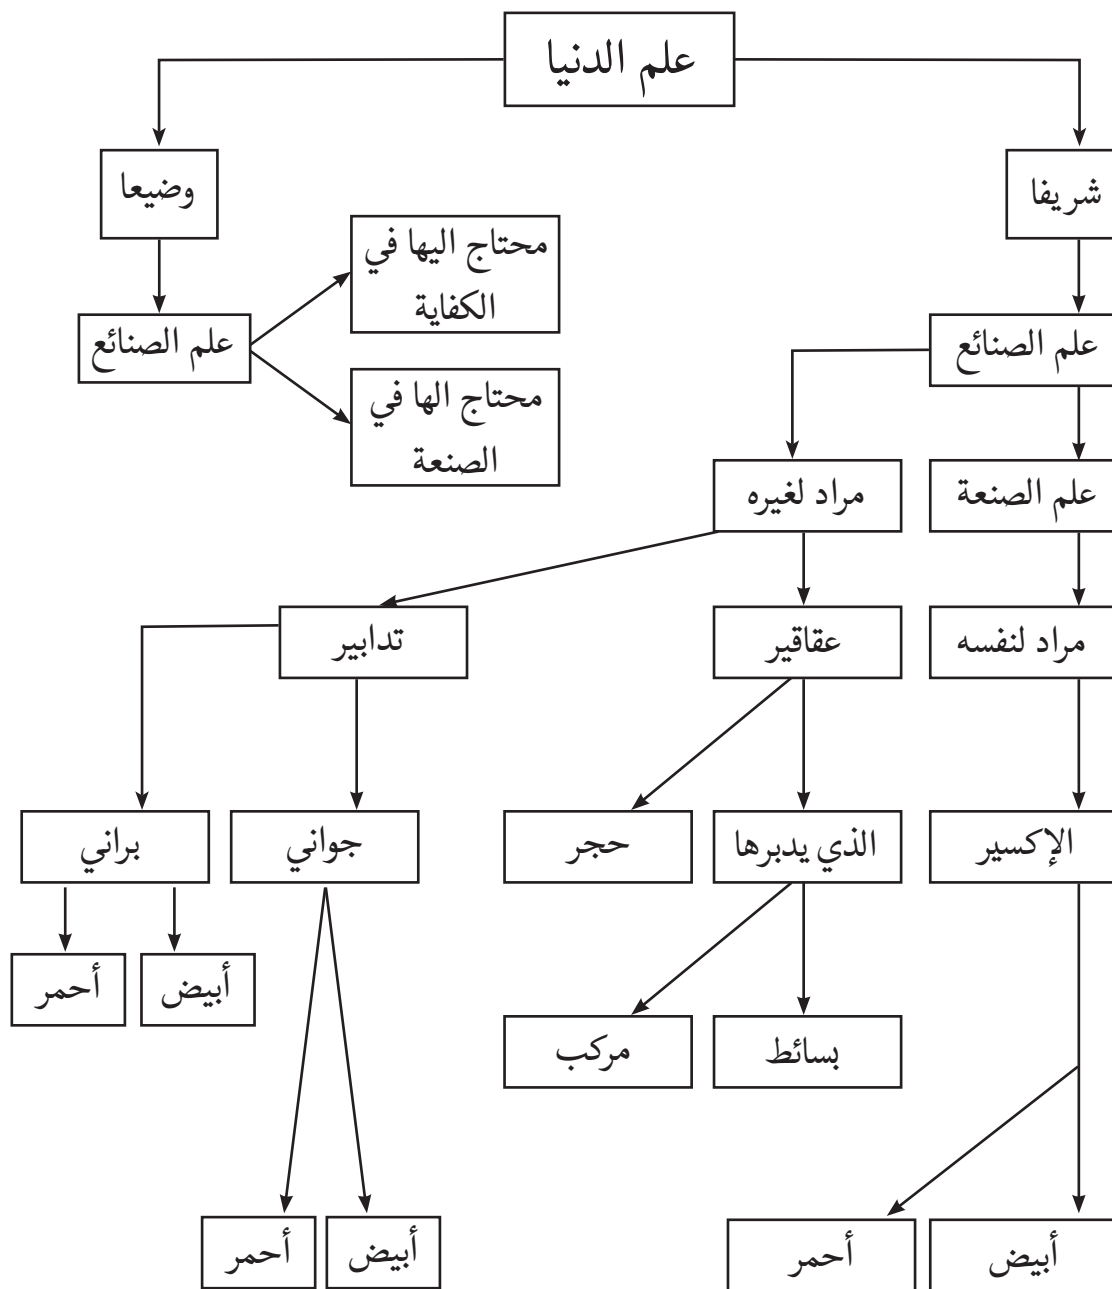 علم الدنيا
شريفا
وضيعا
محتاج اليها في
الكفاية
علم الصنائع
علم الصنائع
محتاج الها في
الصنعة
علم الصنعة
مراد لغيره
مراد لنفسه
عقاقير
تدابير
الإكسير
الذي يدبرها
حجر
جواني
براني
أبيض
أحمر
بسائط
مركب
أبيض
أحمر
أبيض
أحمر